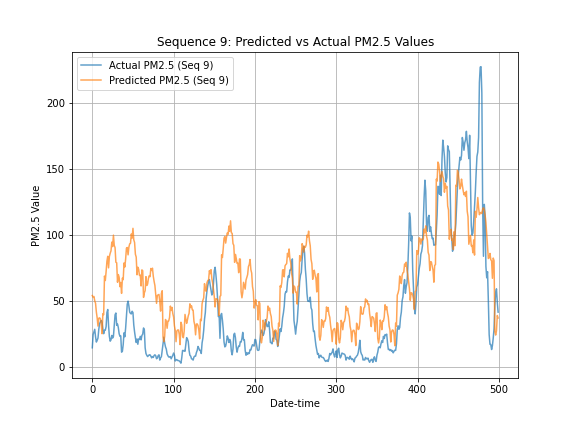 Sequence 9: Predicted vs Actual PM2.5 Values
Actual PM2.5 (Seq 9)
Predicted PM2.5 (Seq 9)
200
150
100
50
0
PM2.5 Value
0 100 200 300 400 500
Date-time